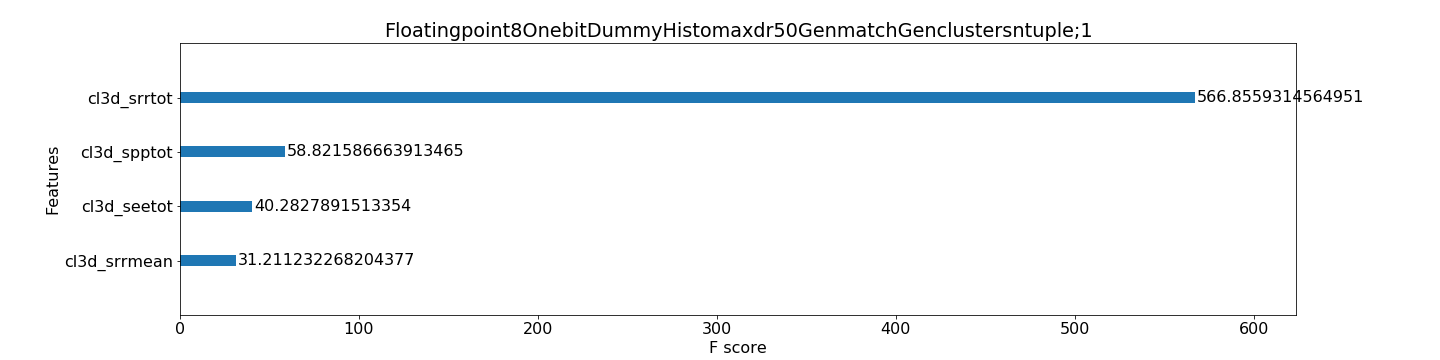 Floatingpoint8OnebitDummyHistomaxdr50GenmatchGenclustersntuple;1
cl3d_srrtot
566.8559314564951
cl3d_spptot
58.821586663913465
cl3d_seetot
40.2827891513354
cl3d_srrmean
31.211232268204377
Features
0 100 200 300 400 500 600
F score